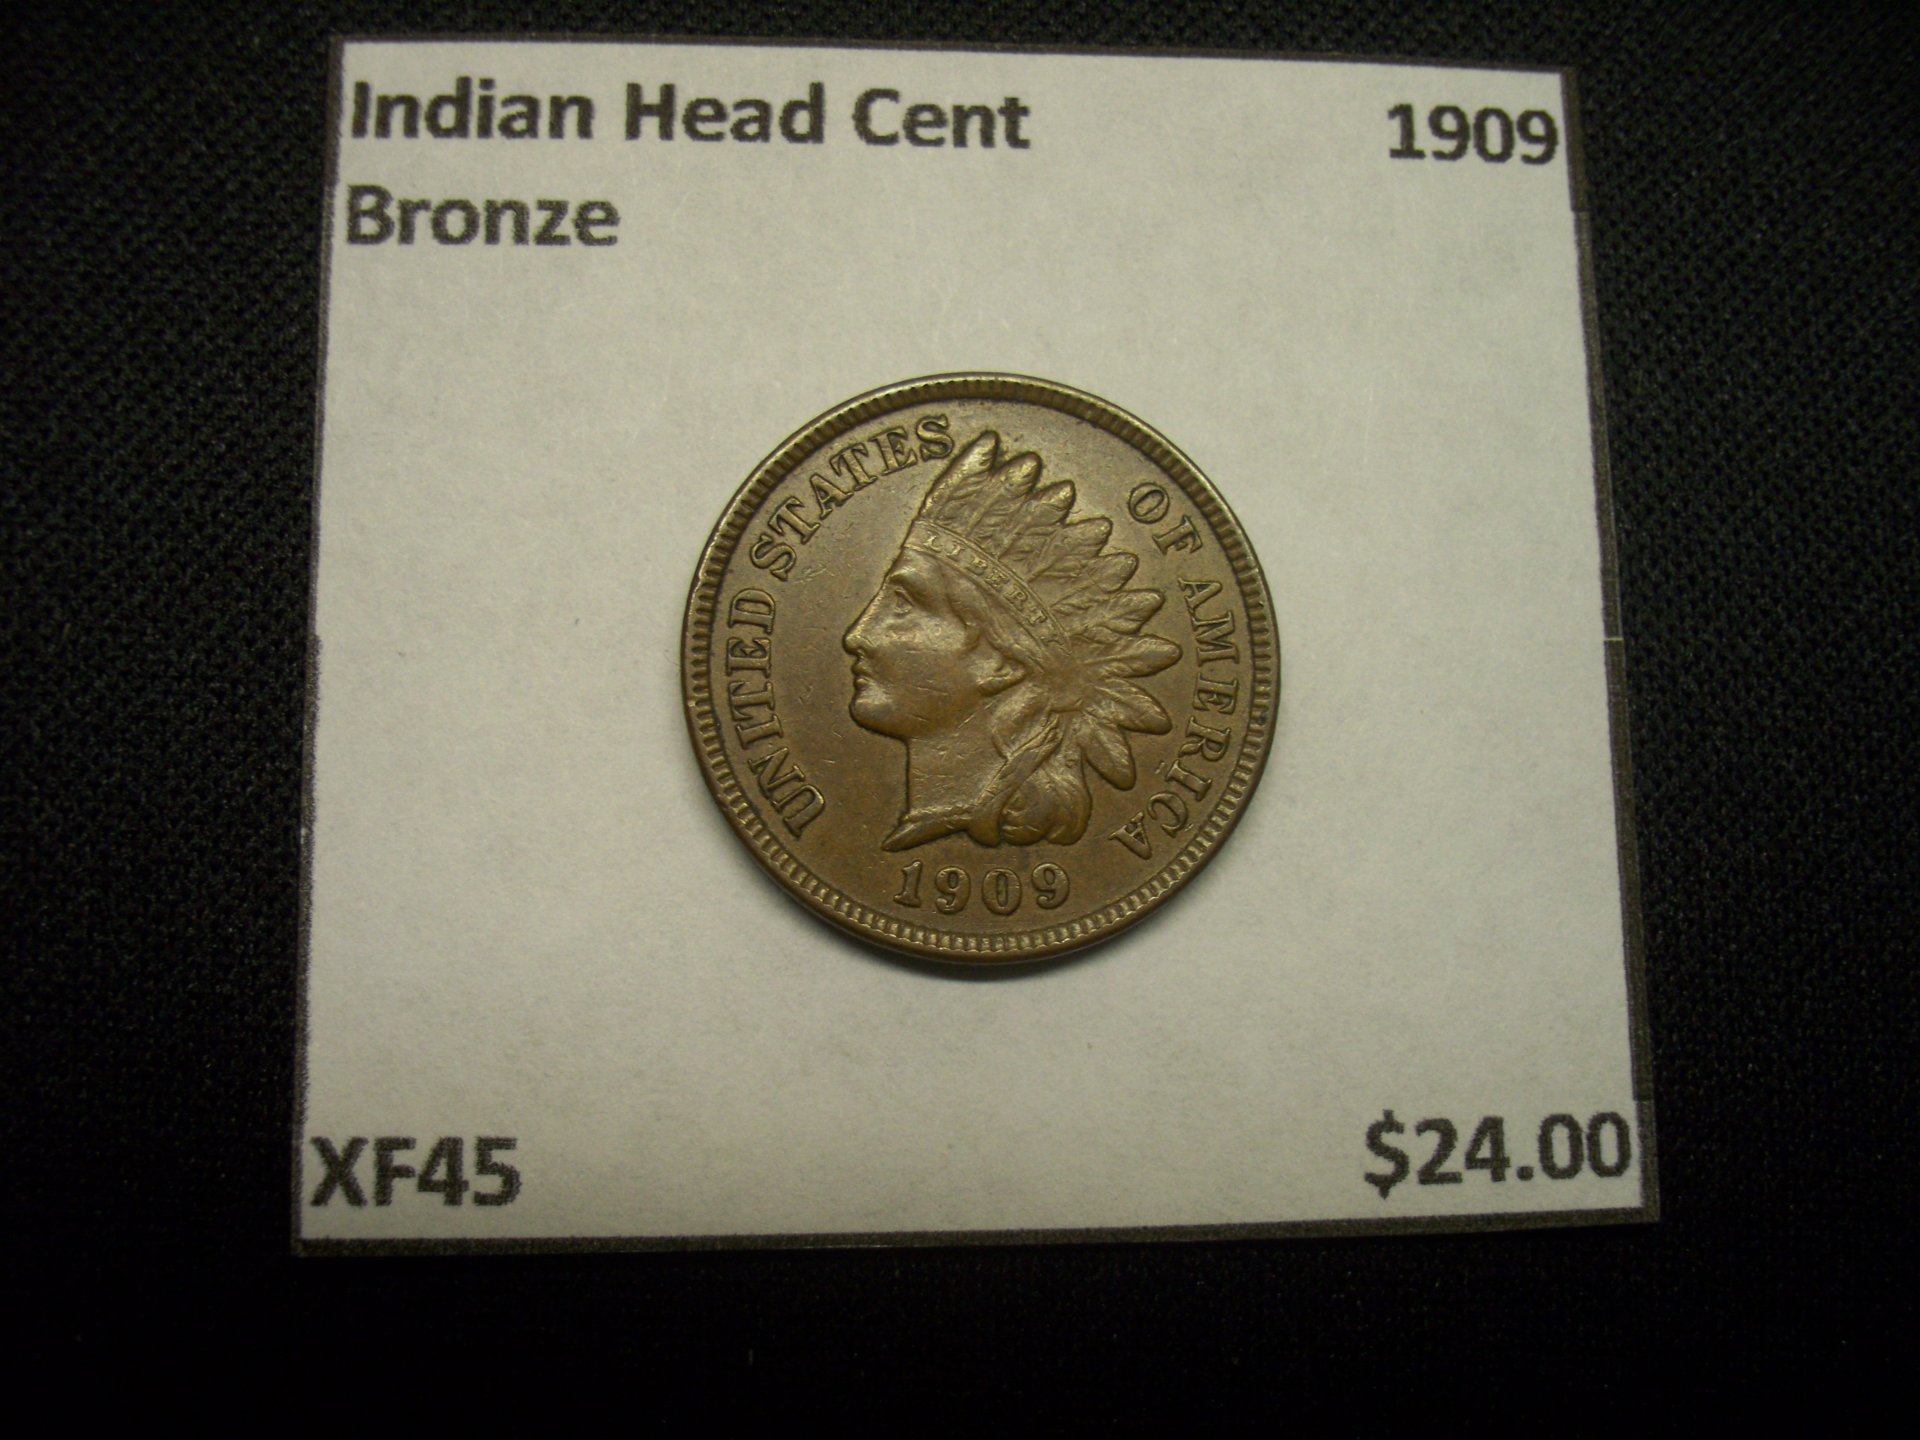 Indian Head Cent 1909
Bronze
UNITED STATES OF AMERICA
LIBERTY
1909
XF45 $24.00